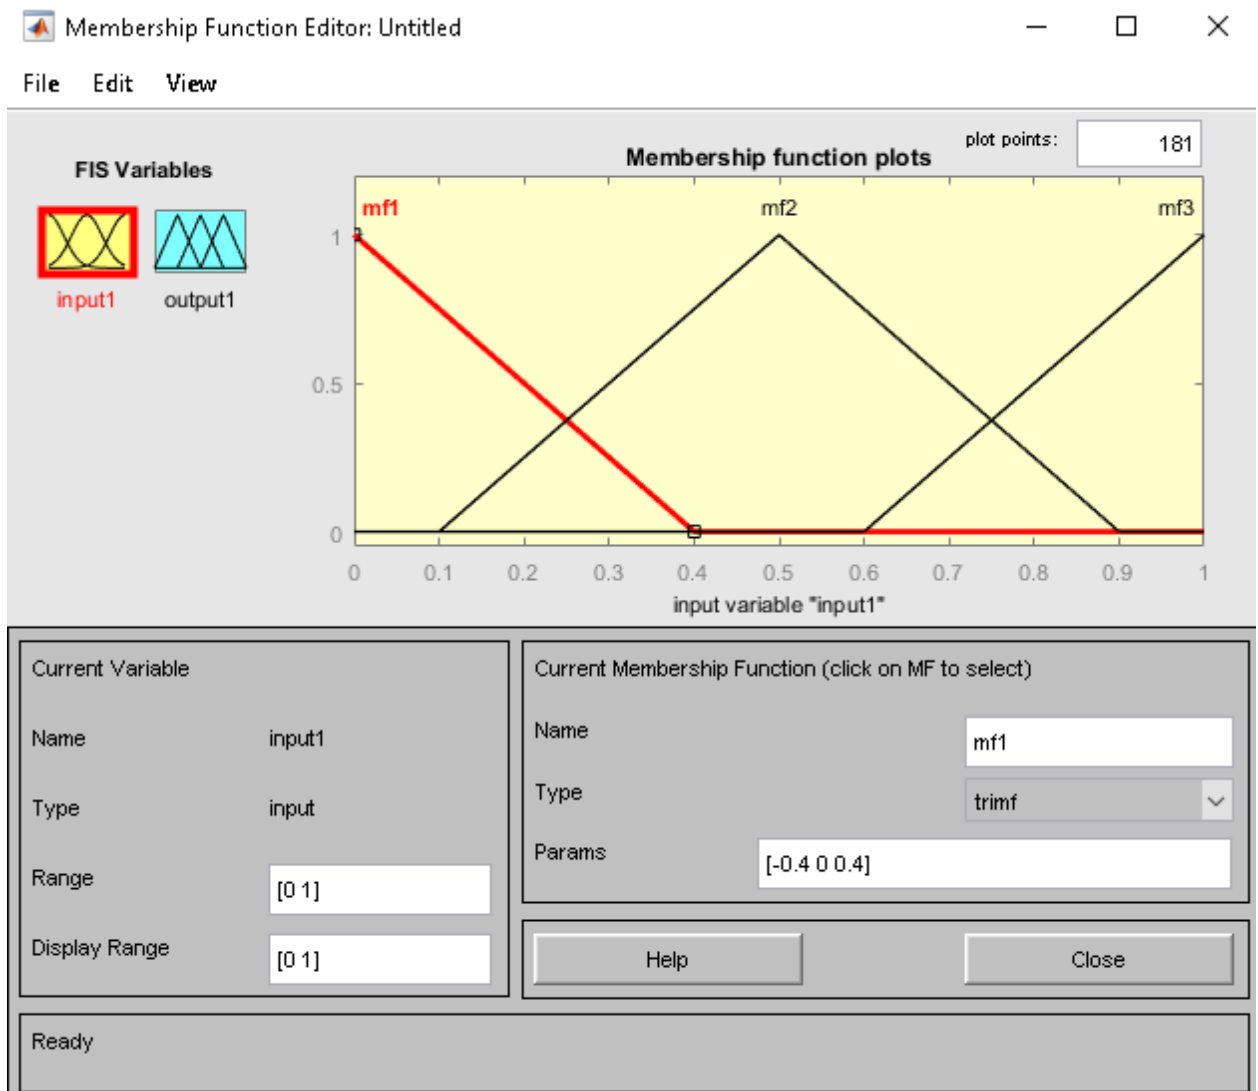 Membership Function Editor: Untitled
File Edit View
FIS Variables
input1 output1
plot points: 181
Membership function plots
mf1 mf2 mf3
1
0.5
0
0 0.1 0.2 0.3 0.4 0.5 0.6 0.7 0.8 0.9 1
input variable "input1"
Current Variable
Name input1
Type input
Range [0 1]
Display Range [0 1]
Current Membership Function (click on MF to select)
Name mf1
Type trimf
Params [-0.4 0 0.4]
Help Close
Ready